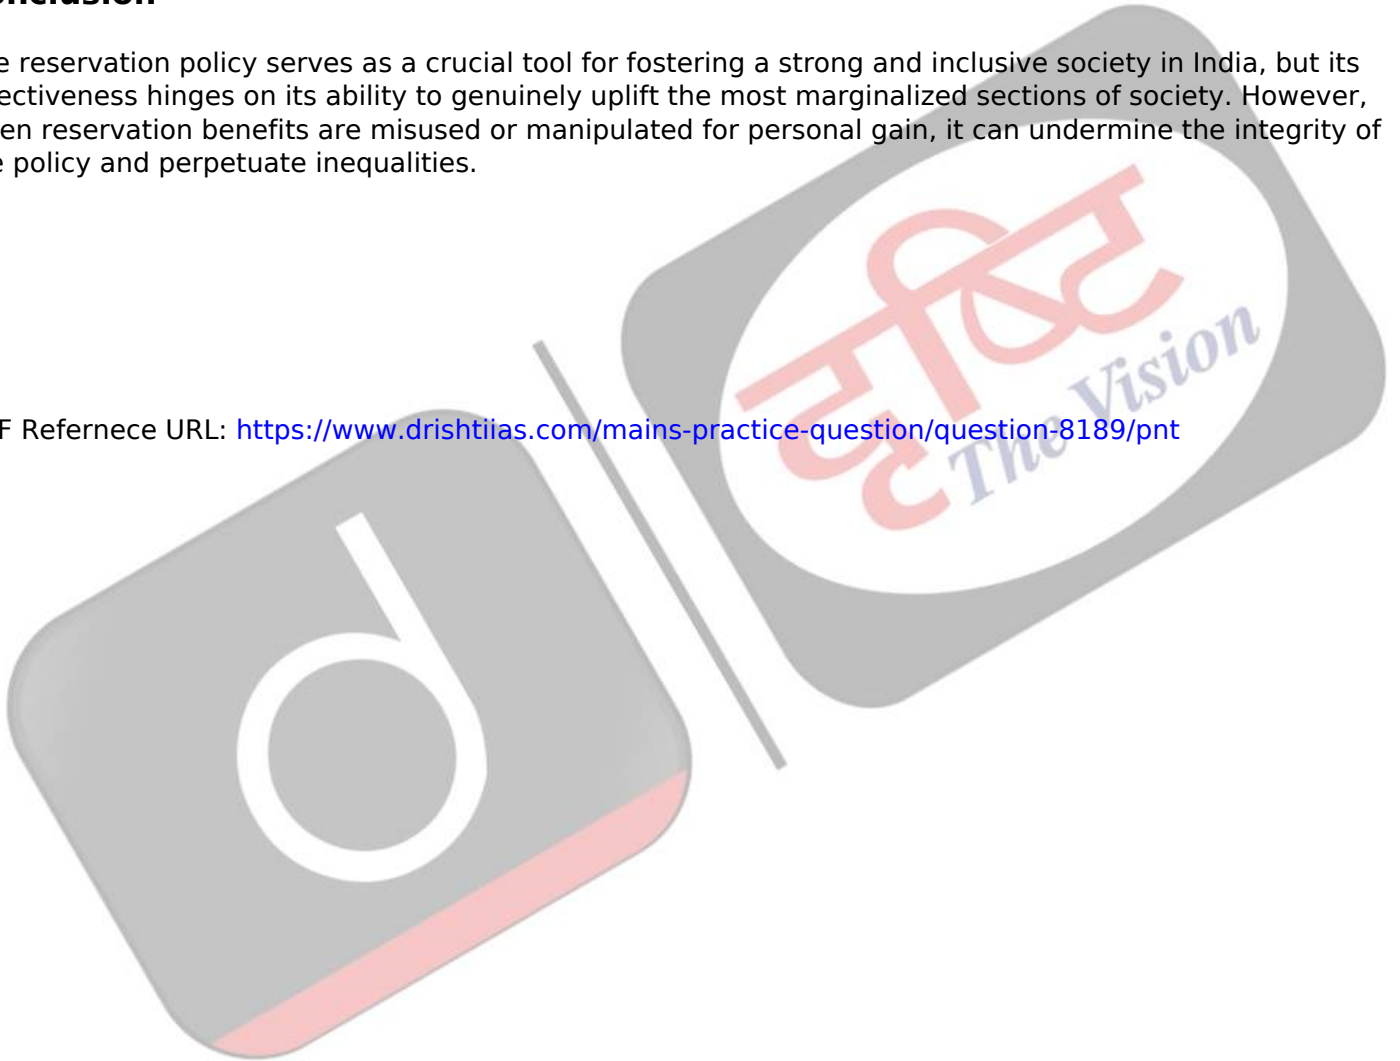 onclusion
e reservation policy serves as a crucial tool for fostering a strong and inclusive society in India, but its
ectiveness hinges on its ability to genuinely uplift the most marginalized sections of society. However,
en reservation benefits are misused or manipulated for personal gain, it can undermine the integrity of
e policy and perpetuate inequalities.
दृष्टि
The Vision
F Refernece URL: https://www.drishtiias.com/mains-practice-question/question-8189/pnt
d